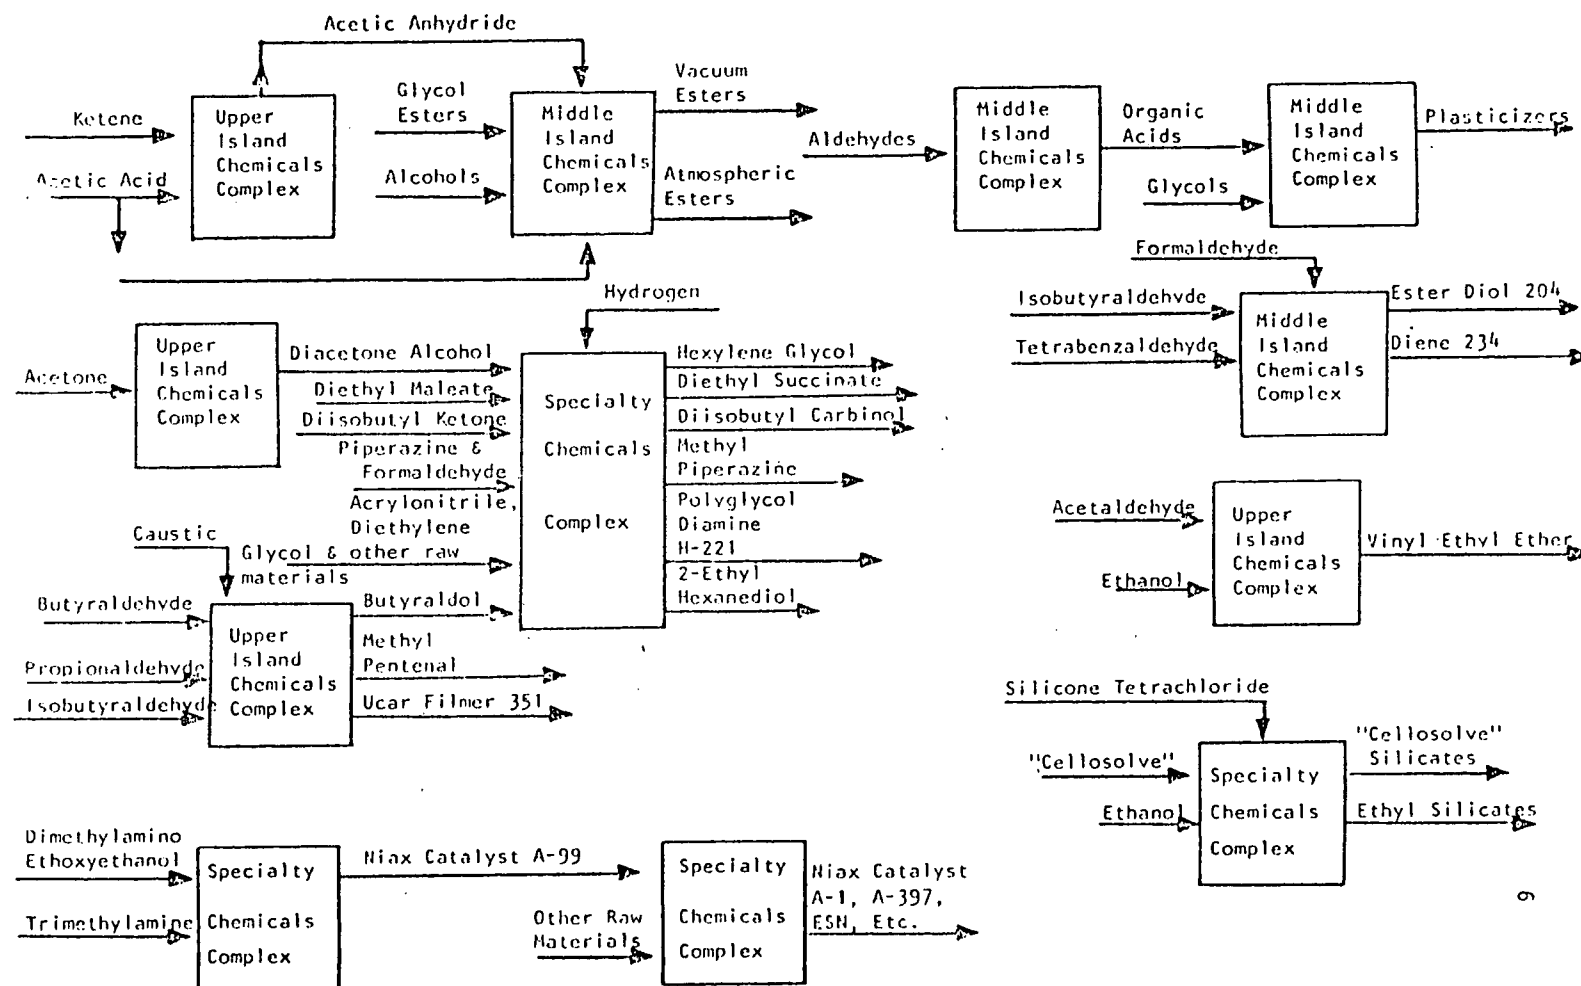 Acetic Anhydride
Ketene
Acetic Acid
Upper
Island
Chemicals
Complex
Glycol
Esters
Alcohols
Middle
Island
Chemicals
Complex
Vacuum
Esters
Atmospheric
Esters
Aldehydes
Middle
Island
Chemicals
Complex
Organic
Acids
Glycols
Middle
Island
Chemicals
Complex
Plasticizers
Formaldehyde
Isobutyraldehyde
Tetrabenzaldehyde
Middle
Island
Chemicals
Complex
Ester Diol 204
Diene 234
Hydrogen
Acetone
Upper
Island
Chemicals
Complex
Diacetone Alcohol
Diethyl Maleate
Diisobutyl Ketone
Piperazine &
Formaldehyde
Acrylonitrile,
Diethylene
Glycol & other raw
materials
Specialty
Chemicals
Complex
Hexylene Glycol
Diethyl Succinate
Diisobutyl Carbinol
Methyl
Piperazine
Polyglycol
Diamine
H-221
2-Ethyl
Hexanediol
Caustic
Butyraldehyde
Propionaldehyde
Isobutyraldehyde
Upper
Island
Chemicals
Complex
Butyraldol
Methyl
Pentenal
Ucar Filmer 351
Acetaldehyde
Ethanol
Upper
Island
Chemicals
Complex
Vinyl Ethyl Ether
Silicone Tetrachloride
"Cellosolve"
Ethanol
Specialty
Chemicals
Complex
"Cellosolve"
Silicates
Ethyl Silicates
Dimethylamino
Ethoxyethanol
Trimethylamine
Specialty
Chemicals
Complex
Niax Catalyst A-99
Other Raw
Materials
Specialty
Chemicals
Complex
Niax Catalyst
A-1, A-397,
ESN, Etc.
6